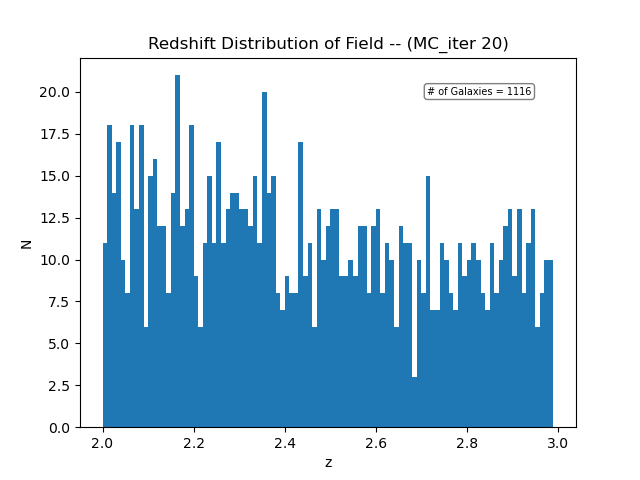 Redshift Distribution of Field -- (MC_iter 20)
# of Galaxies = 1116
N
20.0
17.5
15.0
12.5
10.0
7.5
5.0
2.5
0.0
2.0 2.2 2.4 2.6 2.8 3.0
z